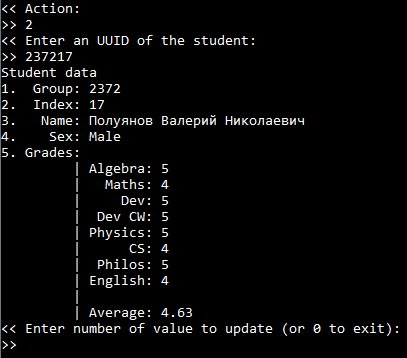 << Action:
>> 2
<< Enter an UUID of the student:
>> 237217
Student data
1.  Group: 2372
2.  Index: 17
3.   Name: Полуянов Валерий Николаевич
4.    Sex: Male
5. Grades:
| Algebra: 5
|   Maths: 4
|     Dev: 5
|  Dev CW: 5
| Physics: 5
|      CS: 4
|  Philos: 5
| English: 4
|
| Average: 4.63
<< Enter number of value to update (or 0 to exit):
>>